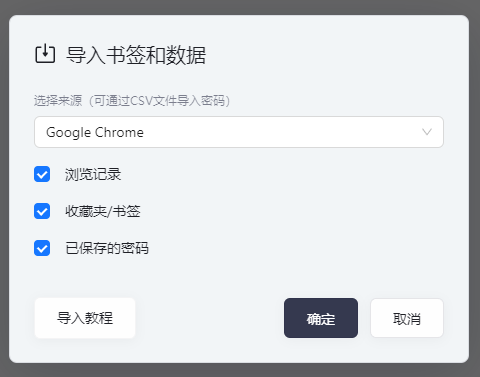 导入书签和数据
选择来源（可通过CSV文件导入密码）
Google Chrome
浏览记录
收藏夹/书签
已保存的密码
导入教程
确定
取消